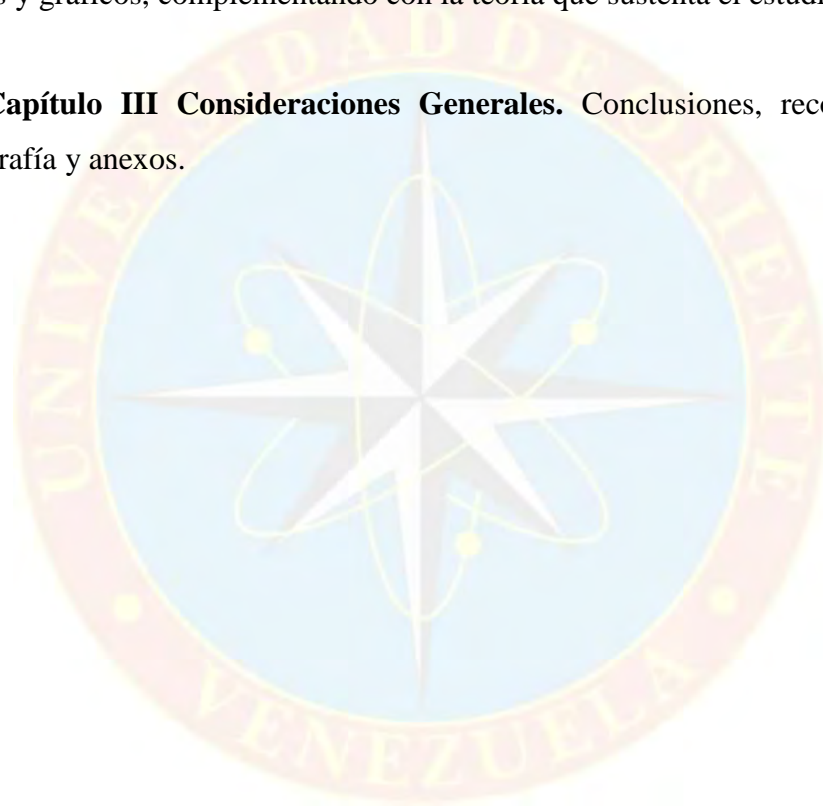 s y gráficos, complementando con la teoría que sustenta el estudi
Capítulo III Consideraciones Generales. Conclusiones, reco
rafía y anexos.
UNIVERSIDAD DE ORIENTE
VENEZUELA